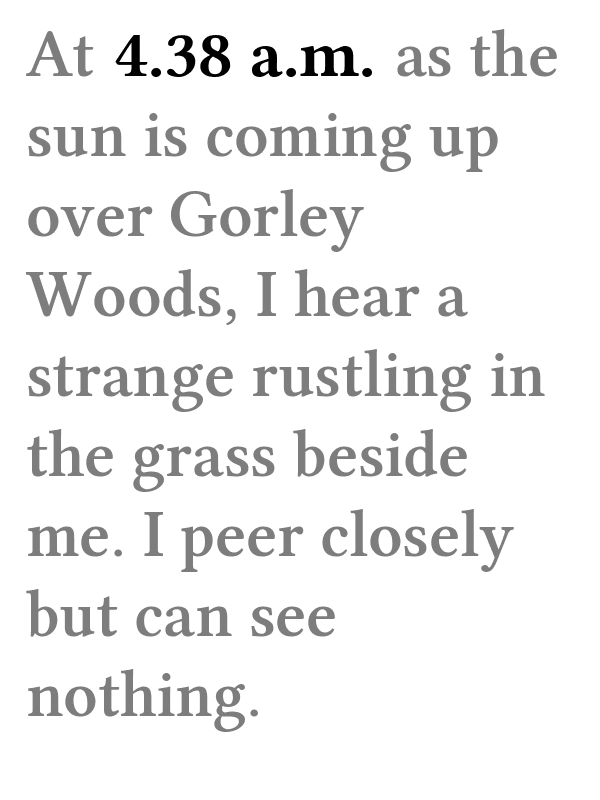 At 4.38 a.m. as the
sun is coming up
over Gorley
Woods, I hear a
strange rustling in
the grass beside
me. I peer closely
but can see
nothing.